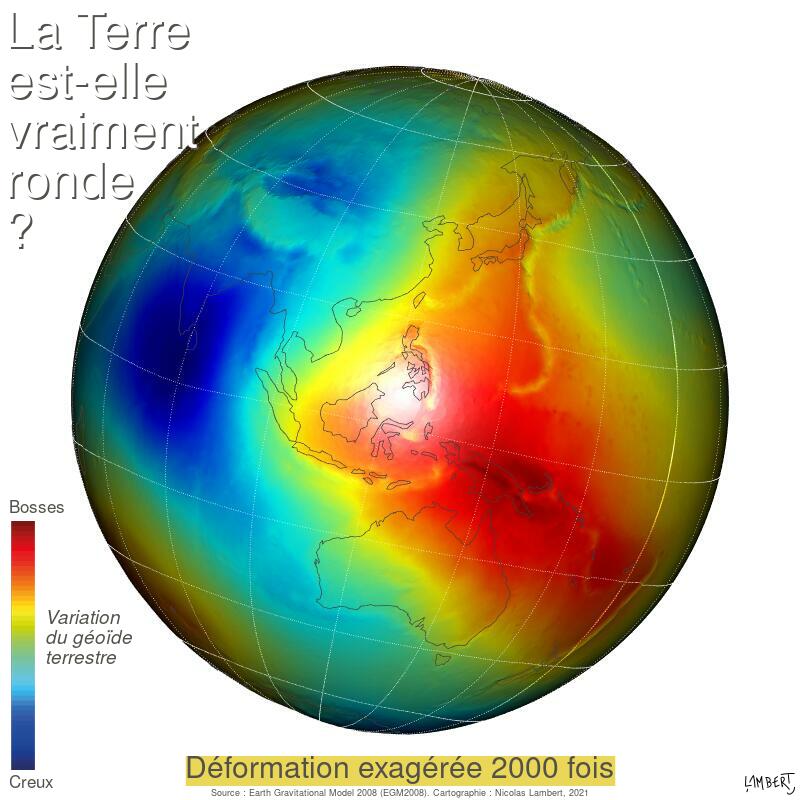 La Terre
est-elle
vraiment
ronde
?
Bosses
Variation
du géoïde
terrestre
Creux
Déformation exagérée 2000 fois
Source : Earth Gravitational Model 2008 (EGM2008). Cartographie : Nicolas Lambert, 2021
LAMBERT